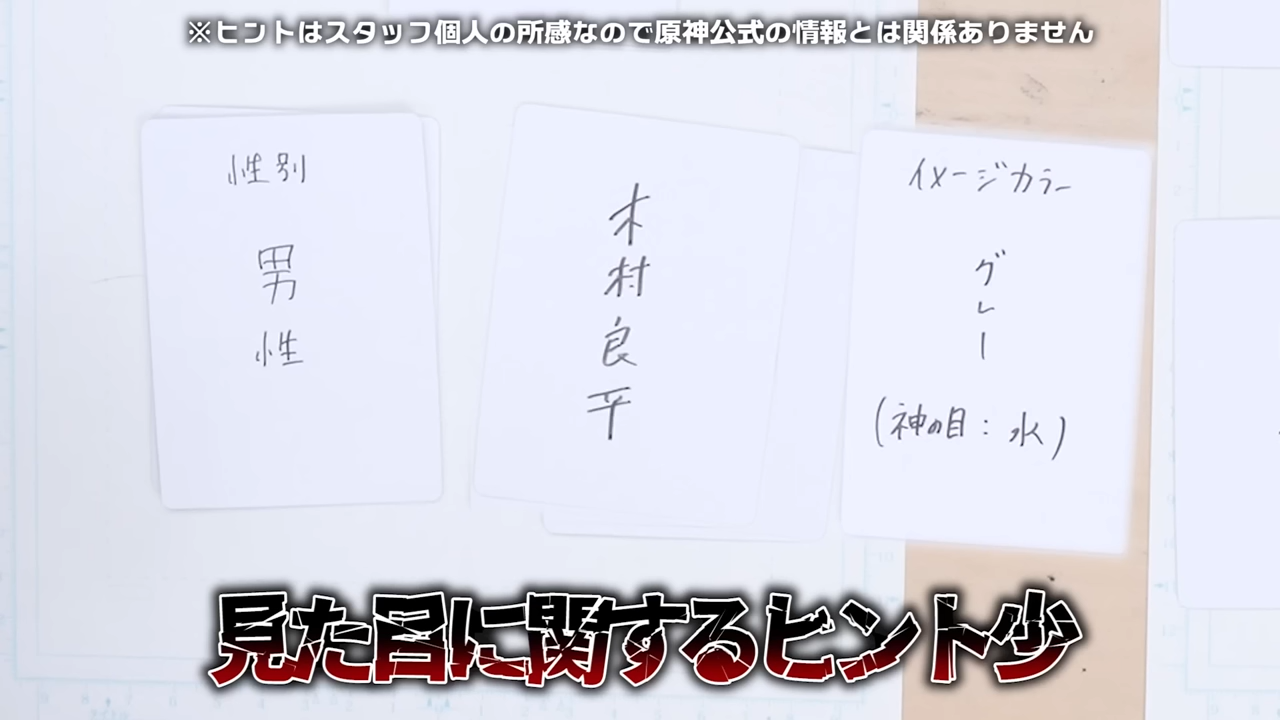 ※ヒントはスタッフ個人の所感なので原神公式の情報とは関係ありません
性別
男
性
木
村
良
平
イメージカラー
グ
レ
ー
(神の目：水)
見た目に関するヒント少